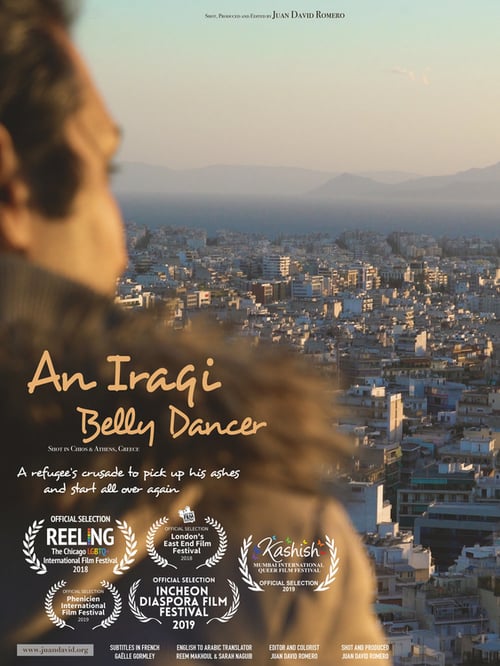 Shot, Produced and Edited by Juan David Romero
An Iraqi
Belly Dancer
Shot in Chios & Athens, Greece
A refugee's crusade to pick up his ashes
and start all over again
OFFICIAL SELECTION
REELING
The Chicago LGBTQ+
International Film Festival
2018
OFFICIAL SELECTION
London's
East End Film
Festival
2018
Kashish
MUMBAI INTERNATIONAL
QUEER FILM FESTIVAL
OFFICIAL SELECTION
2019
OFFICIAL SELECTION
Phenicien
International
Film Festival
2018
OFFICIAL SELECTION
INCHEON
DIASPORA FILM
FESTIVAL
2019
www.juandavid.org
SUBTITLES IN FRENCH
GAËLLE GORMLEY
ENGLISH TO ARABIC TRANSLATOR
REEM MAKHOUL & SARAH NAGUIB
EDITOR AND COLORIST
JUAN DAVID ROMERO
SHOT AND PRODUCED
JUAN DAVID ROMERO